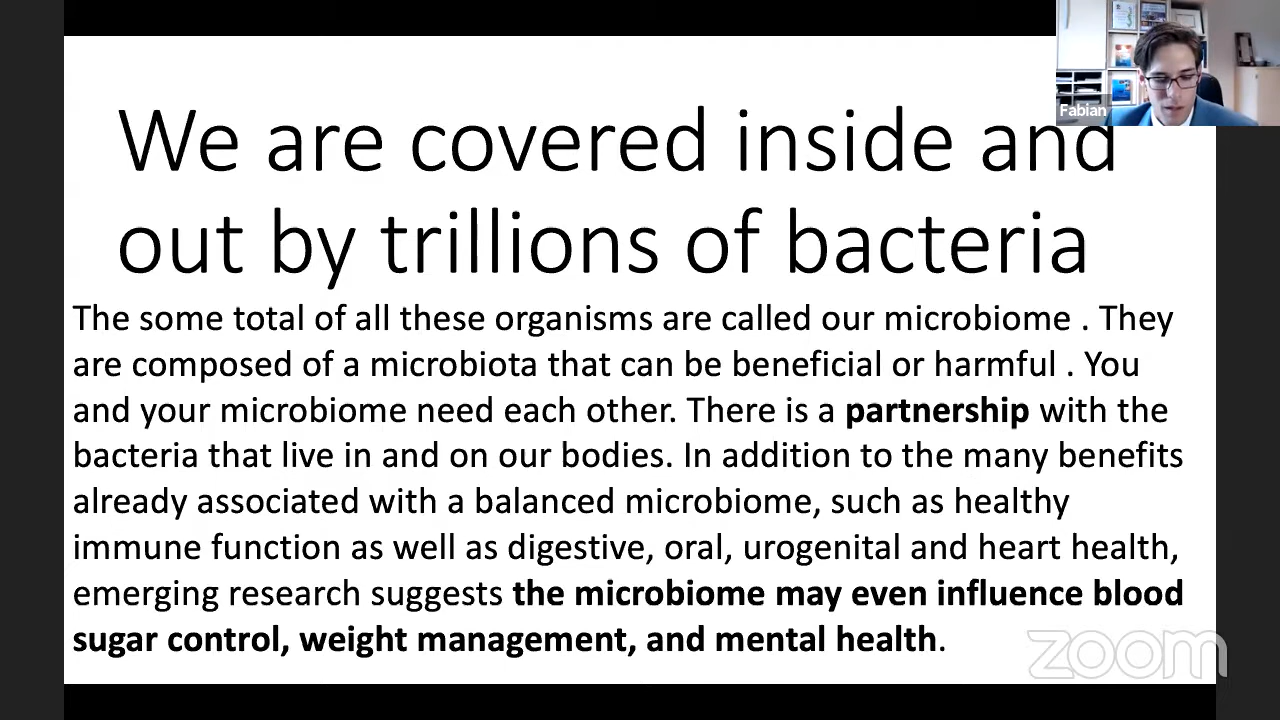 Fabian
We are covered inside and
out by trillions of bacteria
The some total of all these organisms are called our microbiome . They
are composed of a microbiota that can be beneficial or harmful . You
and your microbiome need each other. There is a partnership with the
bacteria that live in and on our bodies. In addition to the many benefits
already associated with a balanced microbiome, such as healthy
immune function as well as digestive, oral, urogenital and heart health,
emerging research suggests the microbiome may even influence blood
sugar control, weight management, and mental health.
zoom